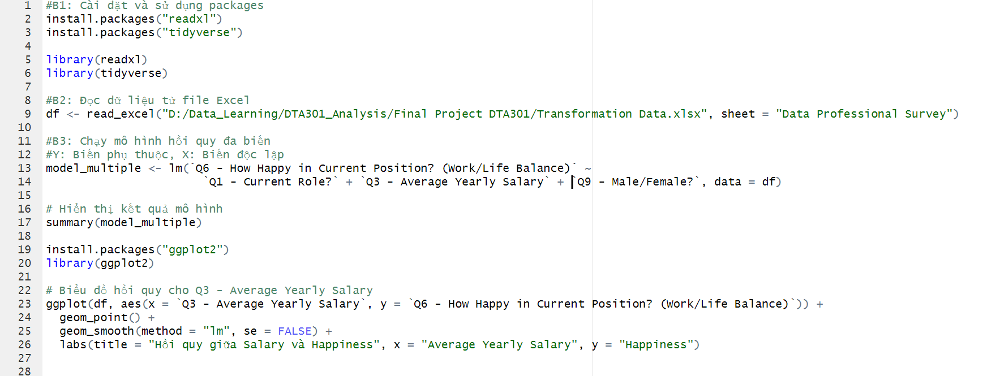 1 #B1: Cài đặt và sử dụng packages
2 install.packages("readxl")
3 install.packages("tidyverse")
4
5 library(readxl)
6 library(tidyverse)
7
8 #B2: Đọc dữ liệu từ file Excel
9 df <- read_excel("D:/Data_Learning/DTA301_Analysis/Final Project DTA301/Transformation Data.xlsx", sheet = "Data Professional Survey")
10
11 #B3: Chạy mô hình hồi quy đa biến
12 #Y: Biến phụ thuộc, X: Biến độc lập
13 model_multiple <- lm(`Q6 - How Happy in Current Position? (Work/Life Balance)` ~
14 `Q1 - Current Role?` + `Q3 - Average Yearly Salary` + `Q9 - Male/Female?`, data = df)
15
16 # Hiển thị kết quả mô hình
17 summary(model_multiple)
18
19 install.packages("ggplot2")
20 library(ggplot2)
21
22 # Biểu đồ hồi quy cho Q3 - Average Yearly Salary
23 ggplot(df, aes(x = `Q3 - Average Yearly Salary`, y = `Q6 - How Happy in Current Position? (Work/Life Balance)`)) +
24 geom_point() +
25 geom_smooth(method = "lm", se = FALSE) +
26 labs(title = "Hồi quy giữa Salary và Happiness", x = "Average Yearly Salary", y = "Happiness")
27
28